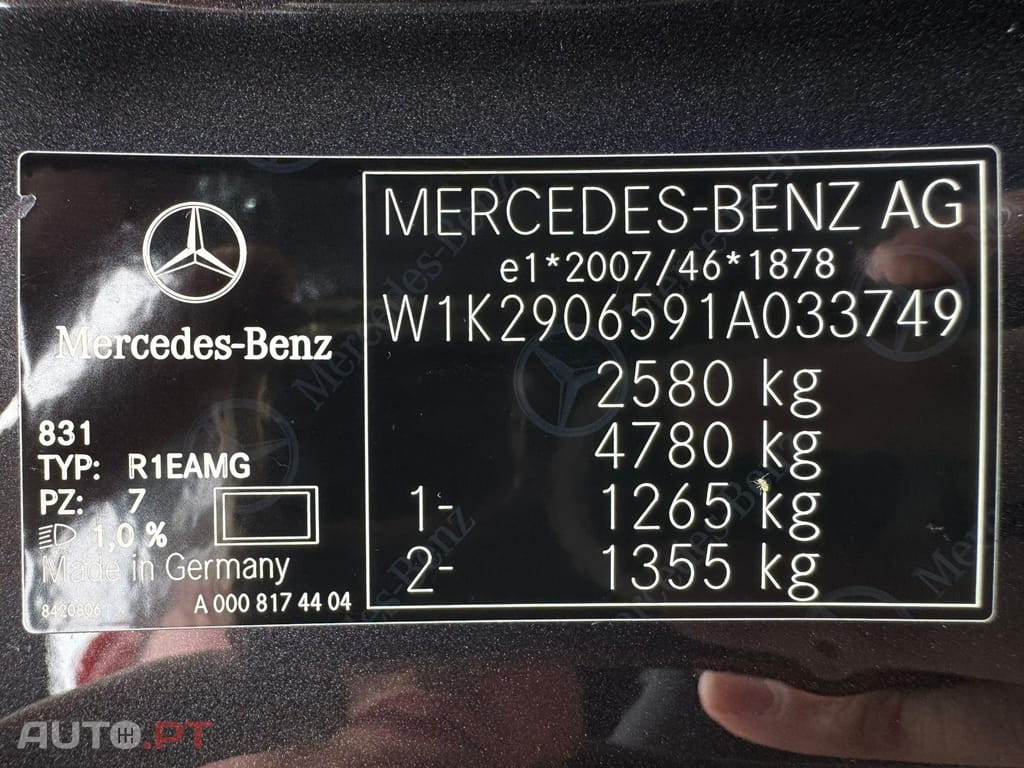 Mercedes-Benz
831
TYP: R1EAMG
PZ: 7
1,0 %
Made in Germany
8420806
A 000 817 44 04
MERCEDES-BENZ AG
e1*2007/46*1878
W1K2906591A033749
2580 kg
4780 kg
1- 1265 kg
2- 1355 kg
AUTO.PT